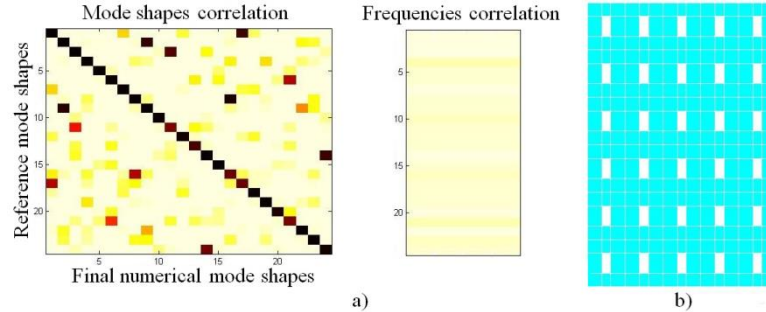 Mode shapes correlation
Frequencies correlation
Reference mode shapes
5
10
15
20
5
10
15
20
Final numerical mode shapes
5
10
15
20
a)
b)